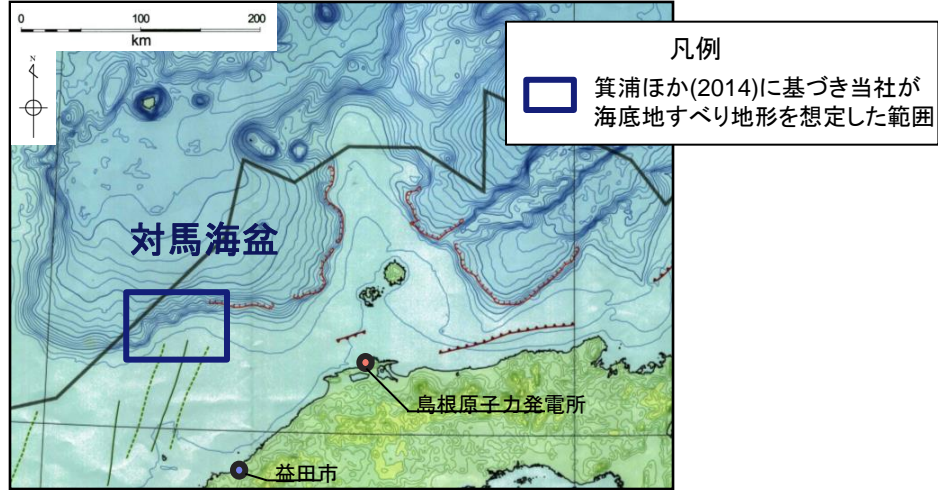 0 100 200
km
N
凡例
箕浦ほか(2014)に基づき当社が
海底地すべり地形を想定した範囲
対馬海盆
島根原子力発電所
益田市